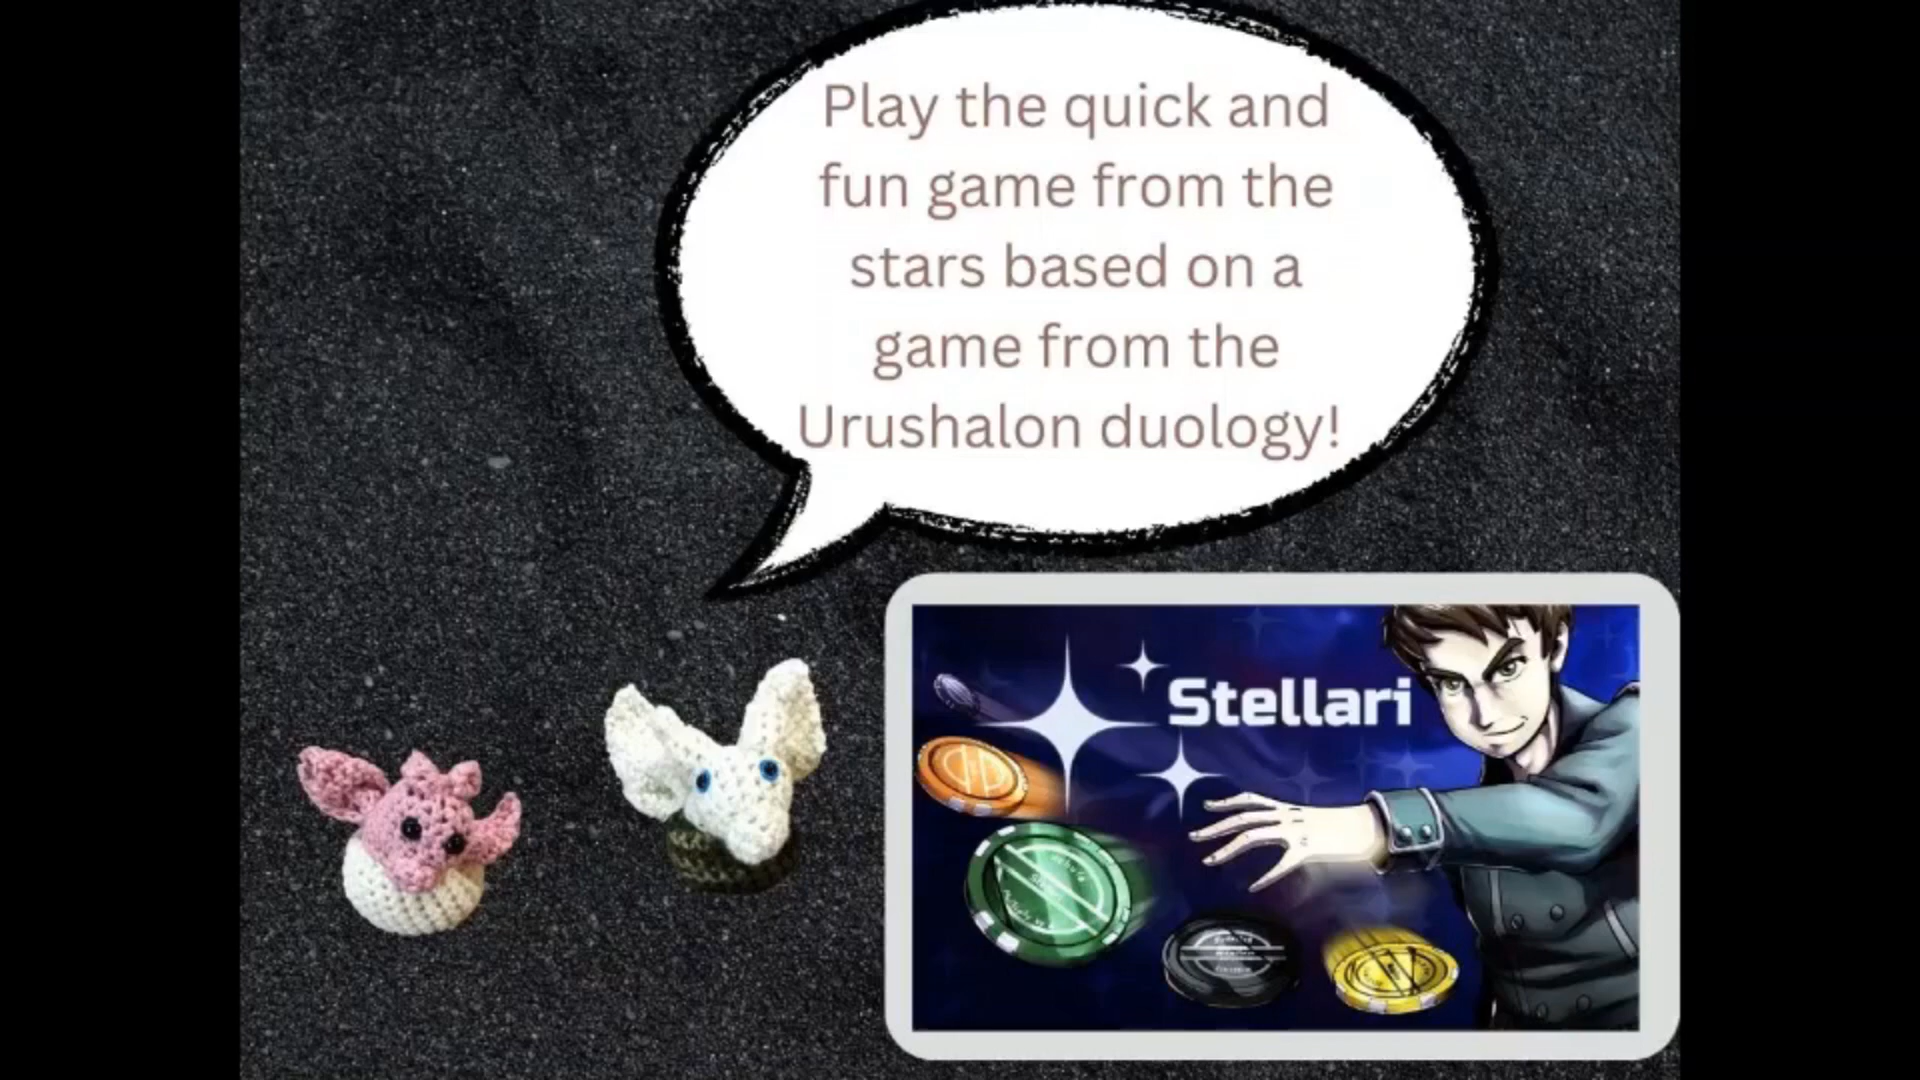 Play the quick and
fun game from the
stars based on a
game from the
Urushalon duology!
Stellari